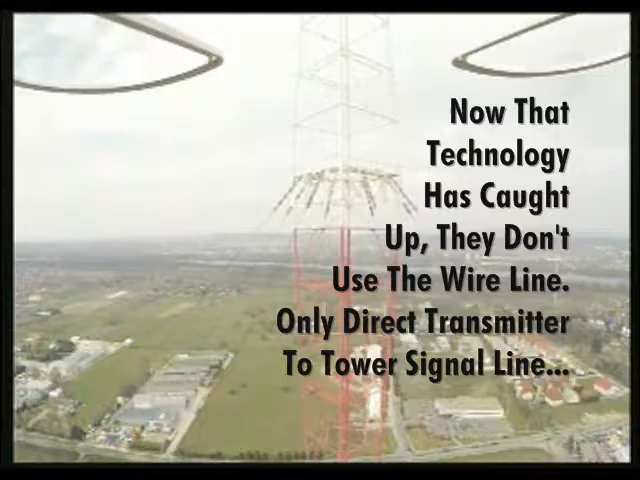 Now That
Technology
Has Caught
Up, They Don't
Use The Wire Line.
Only Direct Transmitter
To Tower Signal Line...